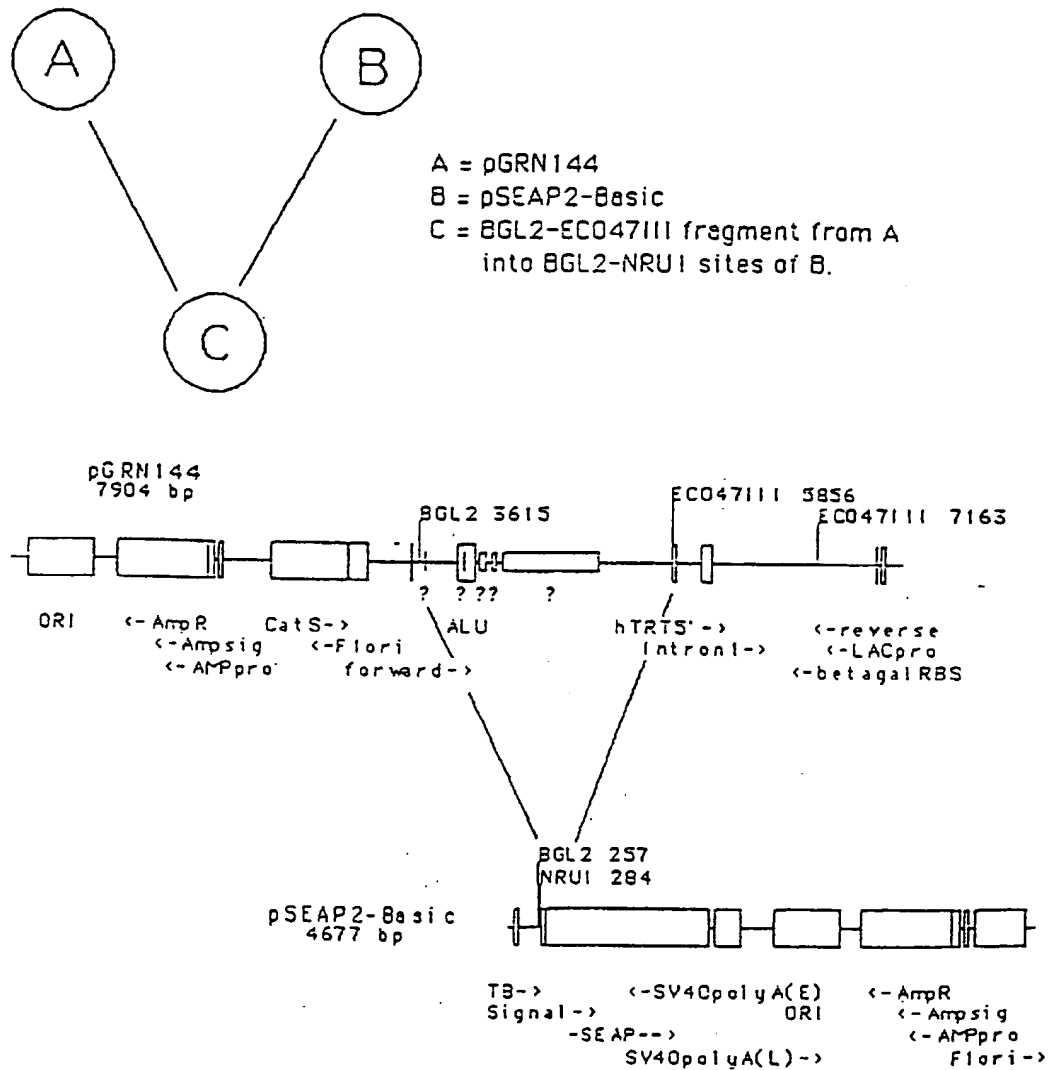 A
B
A = pGRN144
B = pSEAP2-Basic
C = BGL2-ECO47III fragment from A
into BGL2-NRUI sites of B.
C
pGRN144
7904 bp
BGL2 3615
ECO47III 5856
ECO47III 7163
? ? ?? ?
ORI
<-AmpR
<-Ampsig
<-AMPpro
CatS->
<-Flori
forward->
ALU
hTRT5'->
Intron1->
<-reverse
<-LACpro
<-betagalRBS
BGL2 257
NRUI 284
pSEAP2-Basic
4677 bp
TB->
Signal->
-SEAP-->
<-SV40polyA(E)
ORI
SV40polyA(L)->
<-AmpR
<-Ampsig
<-AMPpro
Flori->